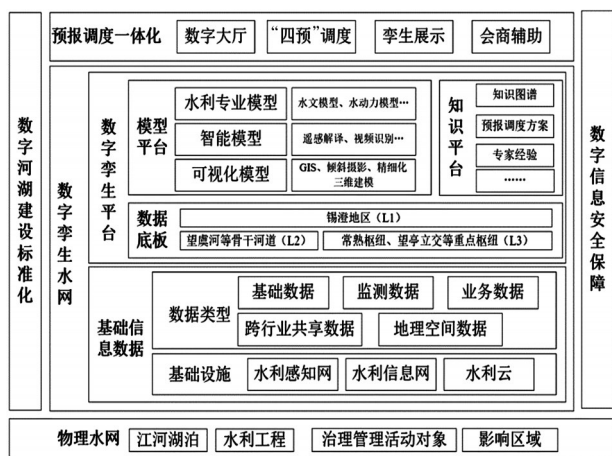 预报调度一体化
数字大厅
“四预”调度
孪生展示
会商辅助
数字河湖建设标准化
数字孪生水网
数字孪生平台
模型平台
水利专业模型
水文模型、水动力模型…
智能模型
遥感解译、视频识别…
可视化模型
GIS、倾斜摄影、精细化
三维建模
知识平台
知识图谱
预报调度方案
专家经验
……
数据
底板
锡澄地区（L1）
望虞河等骨干河道（L2）
常熟枢纽、望亭立交等重点枢纽（L3）
基础信
息数据
数据类型
基础数据
监测数据
业务数据
跨行业共享数据
地理空间数据
基础设施
水利感知网
水利信息网
水利云
数字信息安全保障
物理水网
江河湖泊
水利工程
治理管理活动对象
影响区域